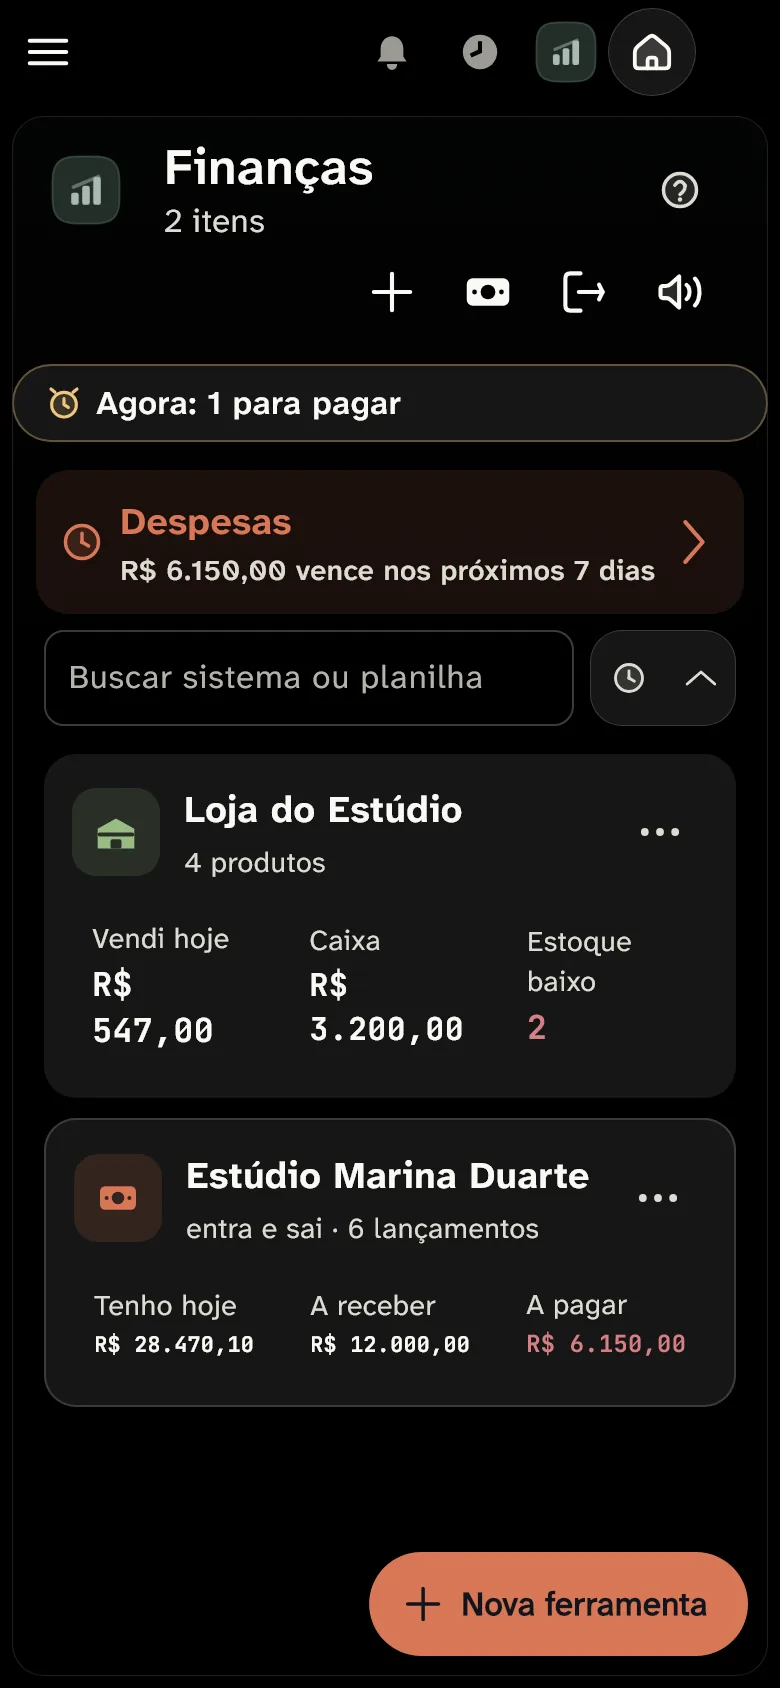 Finanças
2 itens
Agora: 1 para pagar
Despesas
R$ 6.150,00 vence nos próximos 7 dias
Buscar sistema ou planilha
Loja do Estúdio
4 produtos
Vendi hoje
R$
547,00
Caixa
R$
3.200,00
Estoque
baixo
2
Estúdio Marina Duarte
entra e sai · 6 lançamentos
Tenho hoje
R$ 28.470,10
A receber
R$ 12.000,00
A pagar
R$ 6.150,00
Nova ferramenta